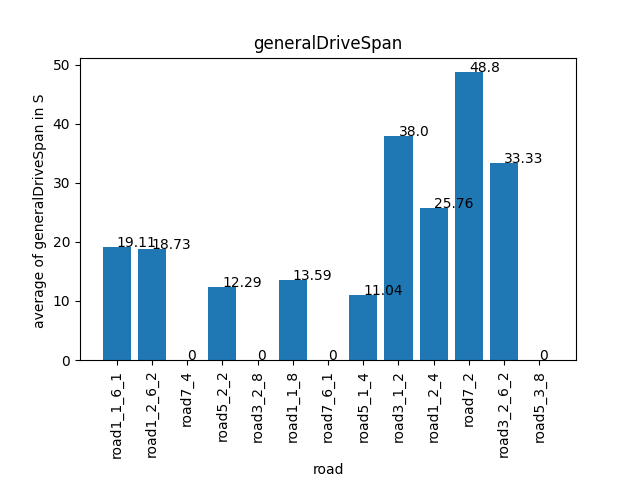 generalDriveSpan
average of generalDriveSpan in S
50
40
30
20
10
0
19.11
18.73
0
12.29
0
13.59
0
11.04
38.0
25.76
48.8
33.33
0
road1_1_6_1
road1_2_6_2
road7_4
road5_2_2
road3_2_8
road1_1_8
road7_6_1
road5_1_4
road3_1_2
road1_2_4
road7_2
road3_2_6_2
road5_3_8
road